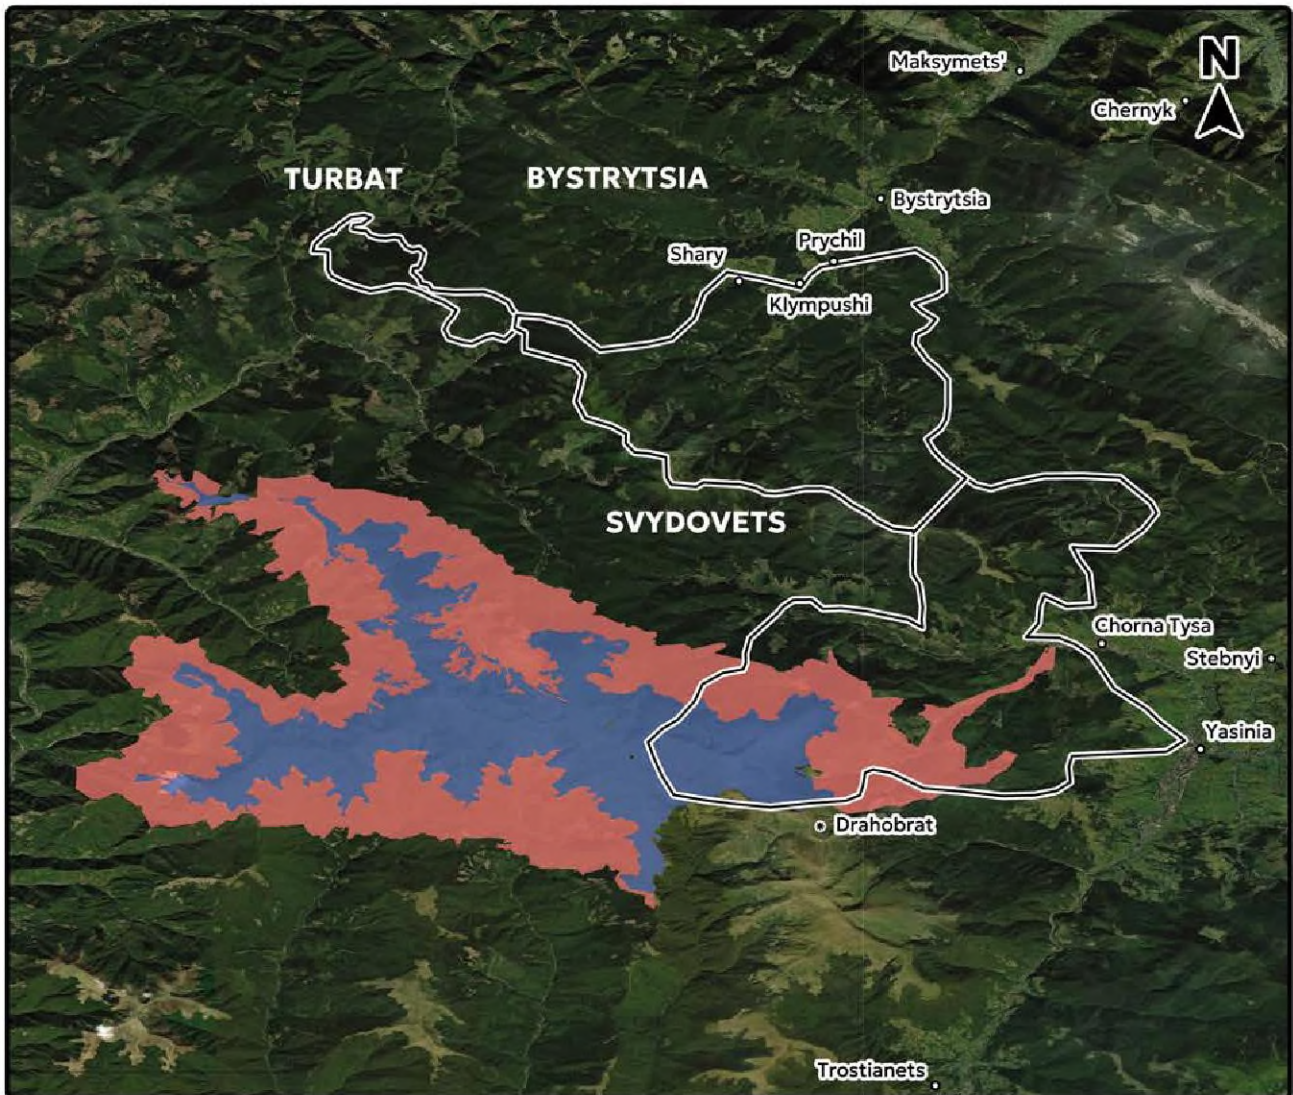 Maksymets'
N
Chernyk
TURBAT
BYSTRYTSIA
Bystrytsia
Prychil
Shary
Klympushi
SVYDOVETS
Chorna Tysa
Stebnyi
Yasinia
Drahobrat
Trostianets